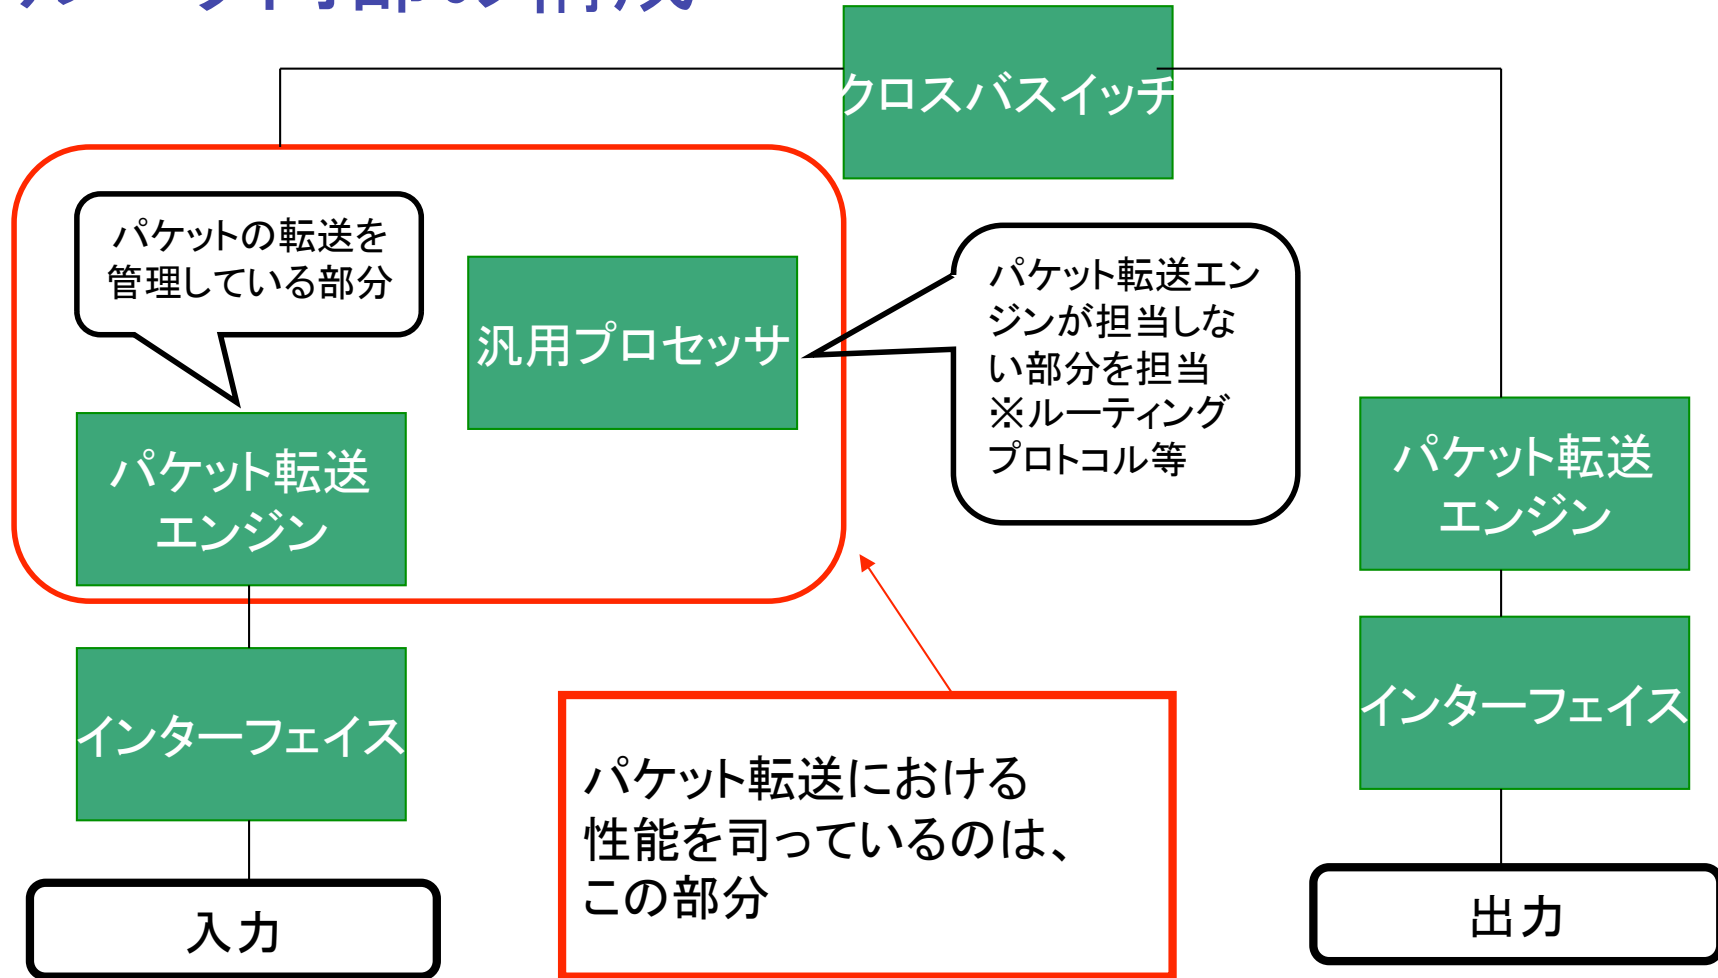 クロスバスイッチ
パケットの転送を
管理している部分
汎用プロセッサ
パケット転送エン
ジンが担当しな
い部分を担当
※ルーティング
プロトコル等
パケット転送
エンジン
パケット転送
エンジン
インターフェイス
インターフェイス
パケット転送における
性能を司っているのは、
この部分
入力
出力